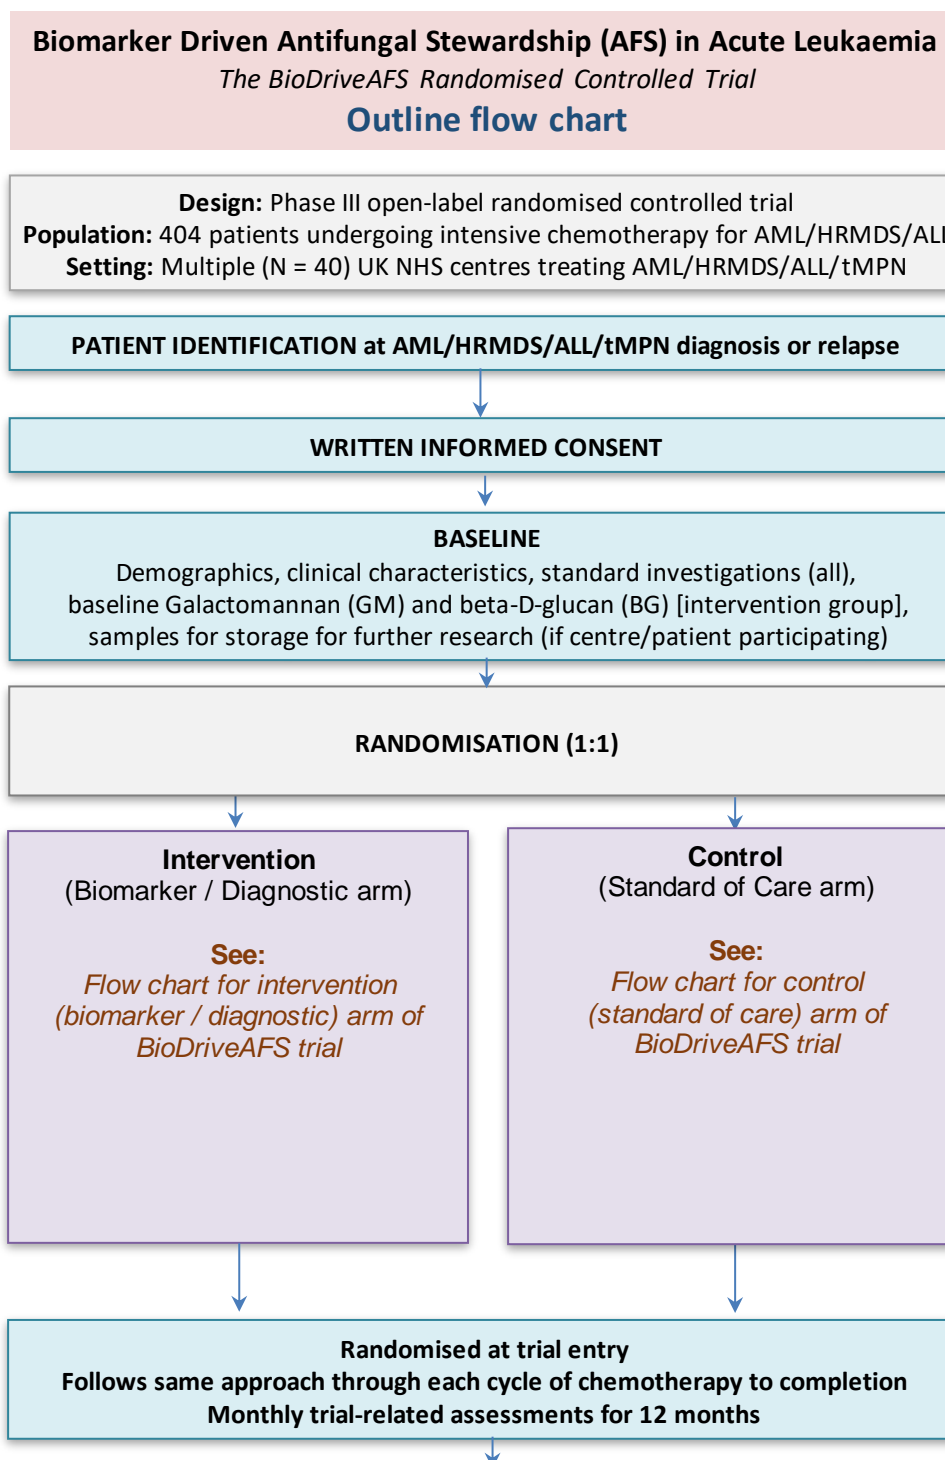 Biomarker Driven Antifungal Stewardship (AFS) in Acute Leukaemia
The BioDriveAFS Randomised Controlled Trial
Outline flow chart
Design: Phase III open-label randomised controlled trial
Population: 404 patients undergoing intensive chemotherapy for AML/HRMDS/ALL
Setting: Multiple (N = 40) UK NHS centres treating AML/HRMDS/ALL/tMPN
PATIENT IDENTIFICATION at AML/HRMDS/ALL/tMPN diagnosis or relapse
WRITTEN INFORMED CONSENT
BASELINE
Demographics, clinical characteristics, standard investigations (all),
baseline Galactomannan (GM) and beta-D-glucan (BG) [intervention group],
samples for storage for further research (if centre/patient participating)
RANDOMISATION (1:1)
Intervention
(Biomarker / Diagnostic arm)
See:
Flow chart for intervention
(biomarker / diagnostic) arm of
BioDriveAFS trial
Control
(Standard of Care arm)
See:
Flow chart for control
(standard of care) arm of
BioDriveAFS trial
Randomised at trial entry
Follows same approach through each cycle of chemotherapy to completion
Monthly trial-related assessments for 12 months